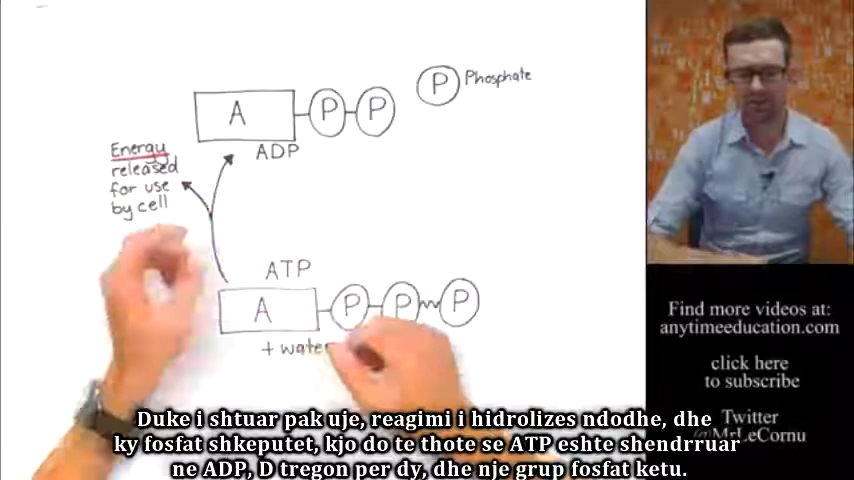 A
P
P
P
Phosphate
ADP
Energy
released
for use
by cell
ATP
A
P
P
P
+ water
Find more videos at:
anytimeeducation.com
click here
to subscribe
Twitter
@MrLeCornu
Duke i shtuar pak uje, reagimi i hidrolizes ndodhe, dhe
ky fosfat shkeputet, kjo do te thote se ATP eshte shendrruar
ne ADP, D tregon per dy, dhe nje grup fosfat ketu.